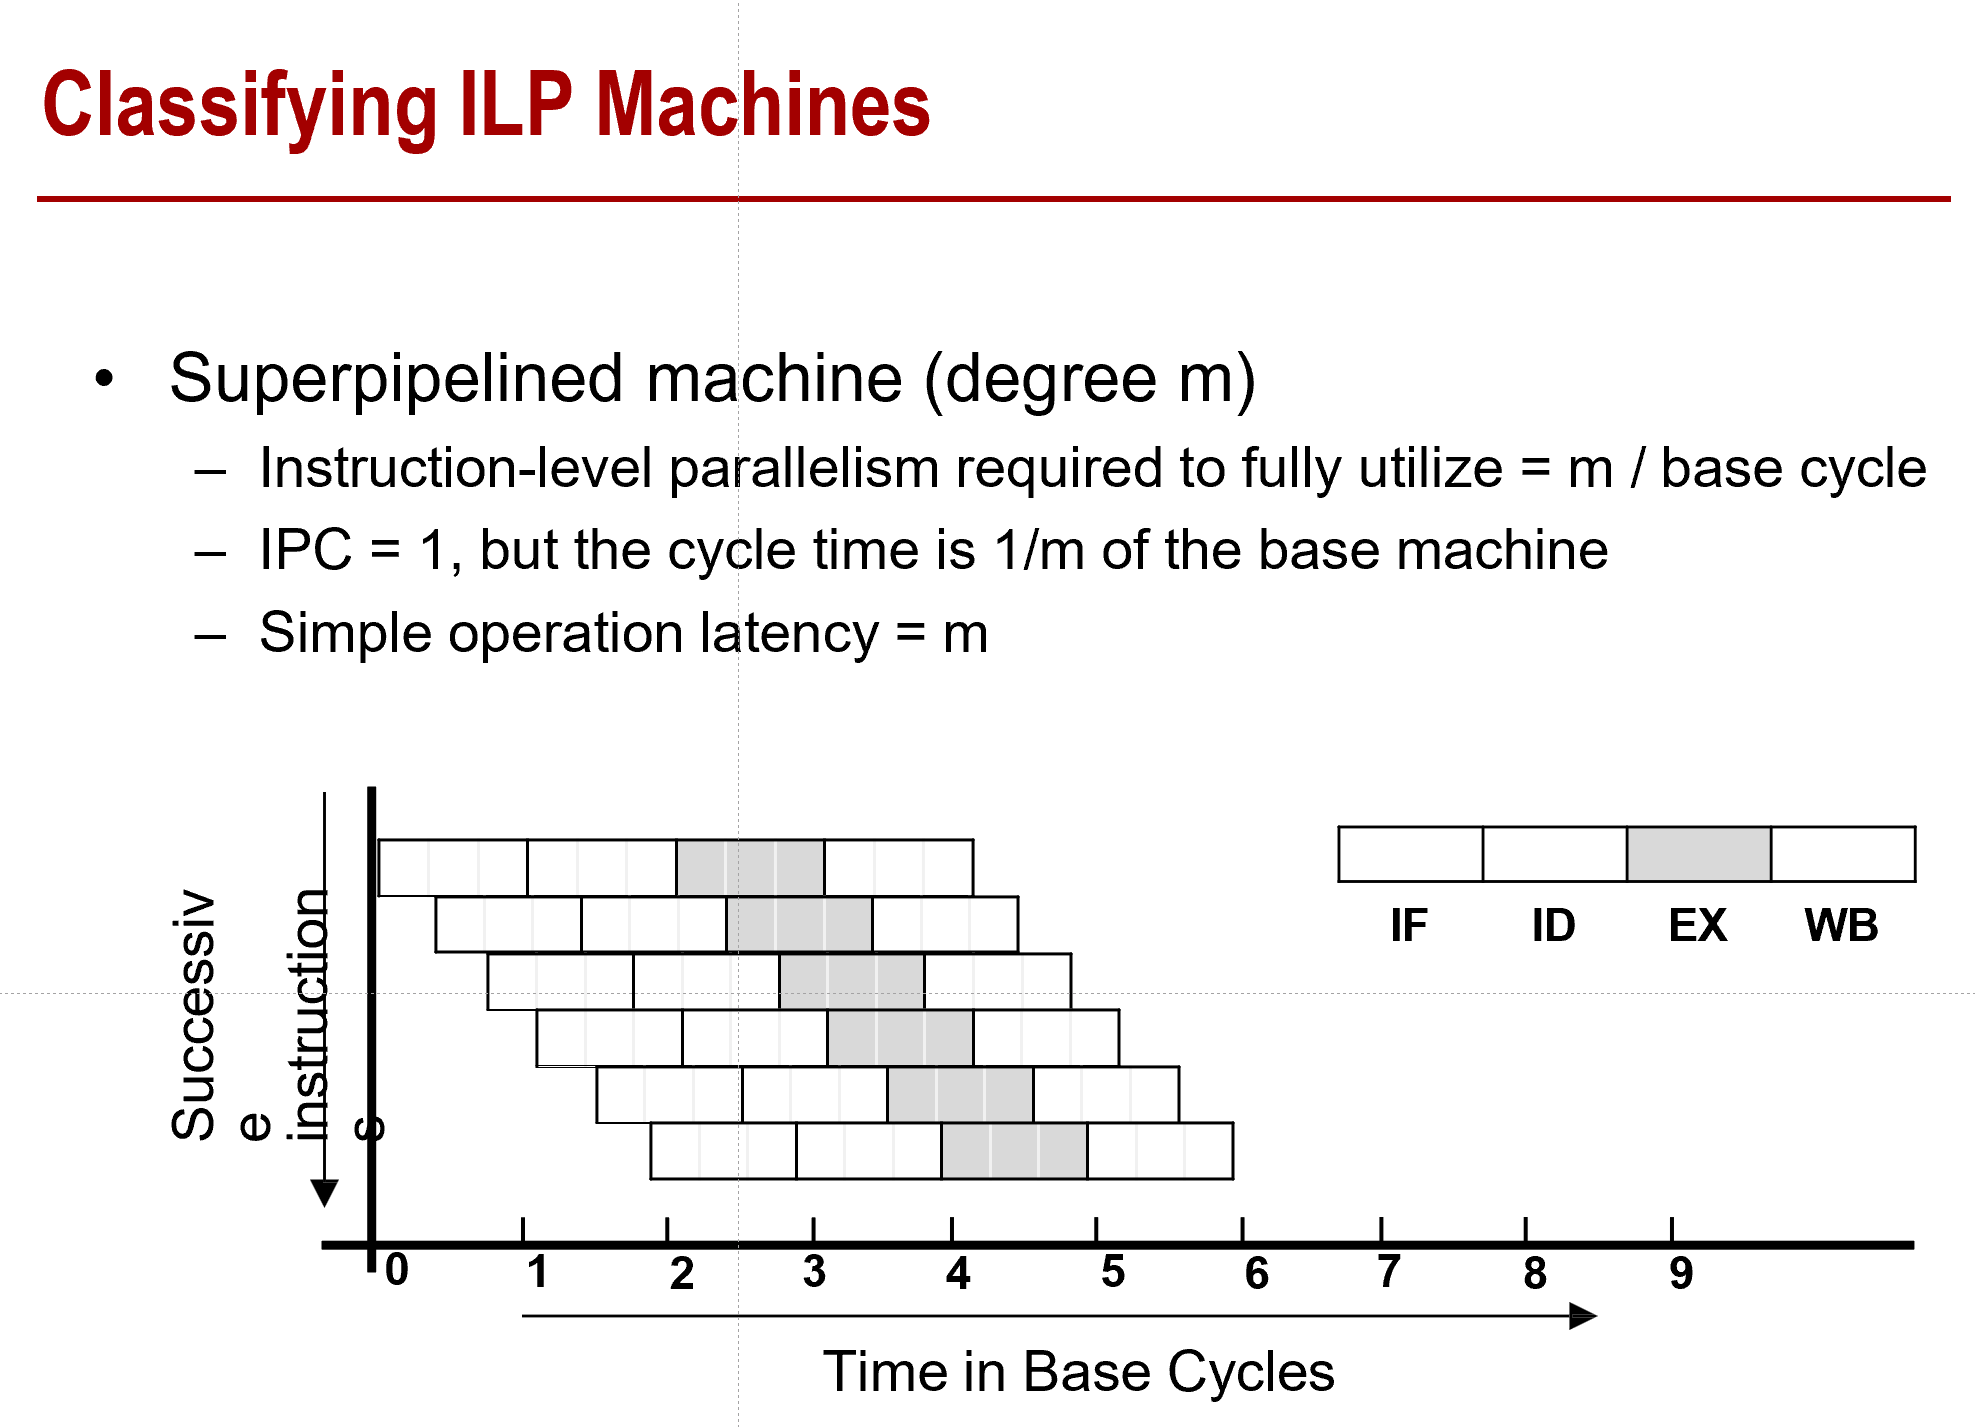 Classifying ILP Machines
• Superpipelined machine (degree m)
– Instruction-level parallelism required to fully utilize = m / base cycle
– IPC = 1, but the cycle time is 1/m of the base machine
– Simple operation latency = m
Successiv
e
instruction
s
IF ID EX WB
0 1 2 3 4 5 6 7 8 9
Time in Base Cycles